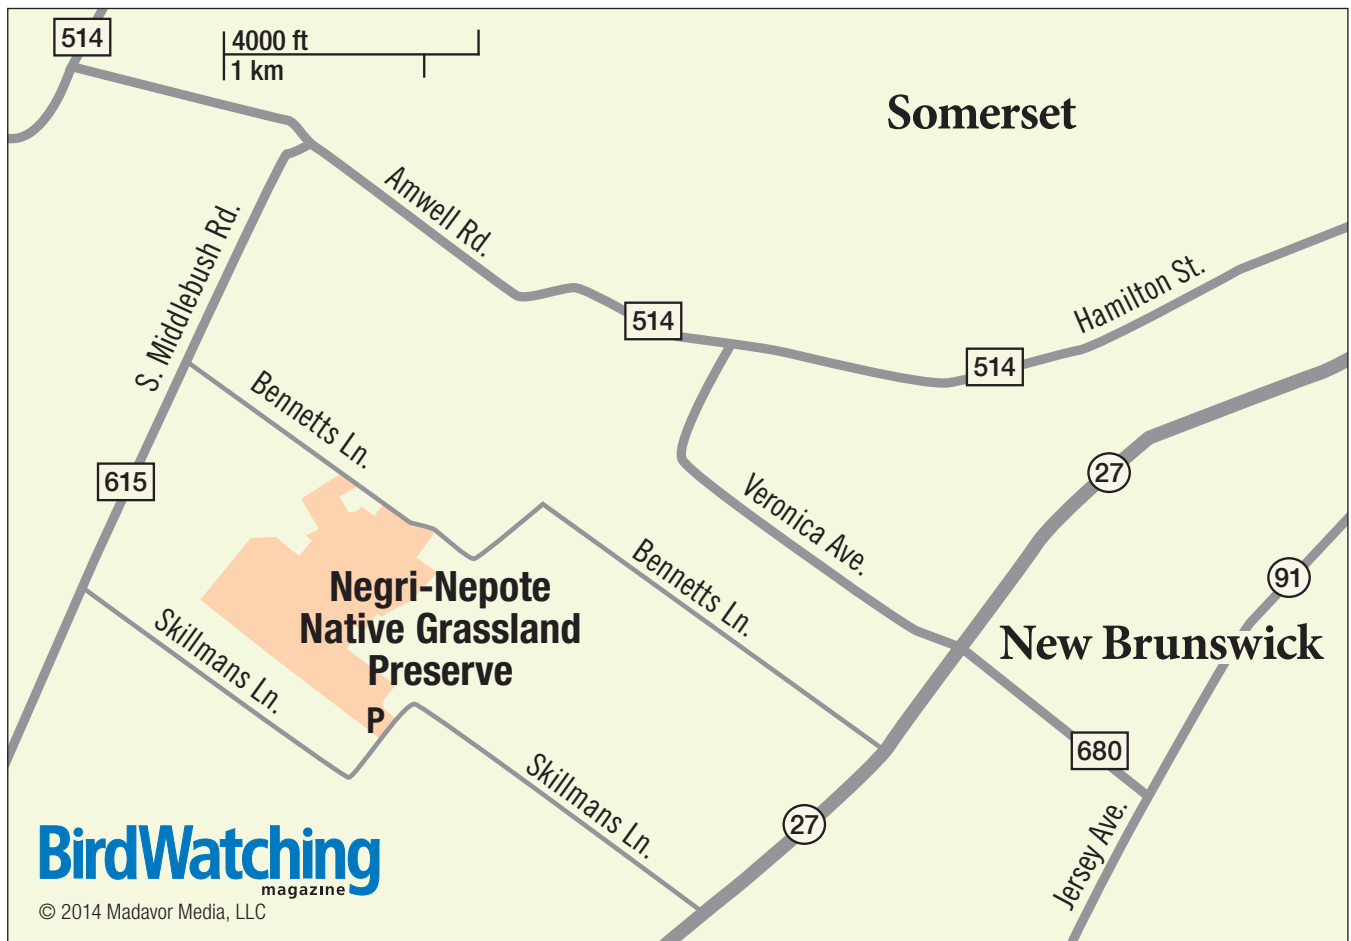 514
4000 ft
1 km
Somerset
Amwell Rd.
S. Middlebush Rd.
Hamilton St.
514
514
Bennetts Ln.
615
27
Veronica Ave.
Bennetts Ln.
91
Negri-Nepote
Native Grassland
Preserve
New Brunswick
Skillmans Ln.
P
680
Skillmans Ln.
27
Jersey Ave.
BirdWatching
magazine
© 2014 Madavor Media, LLC